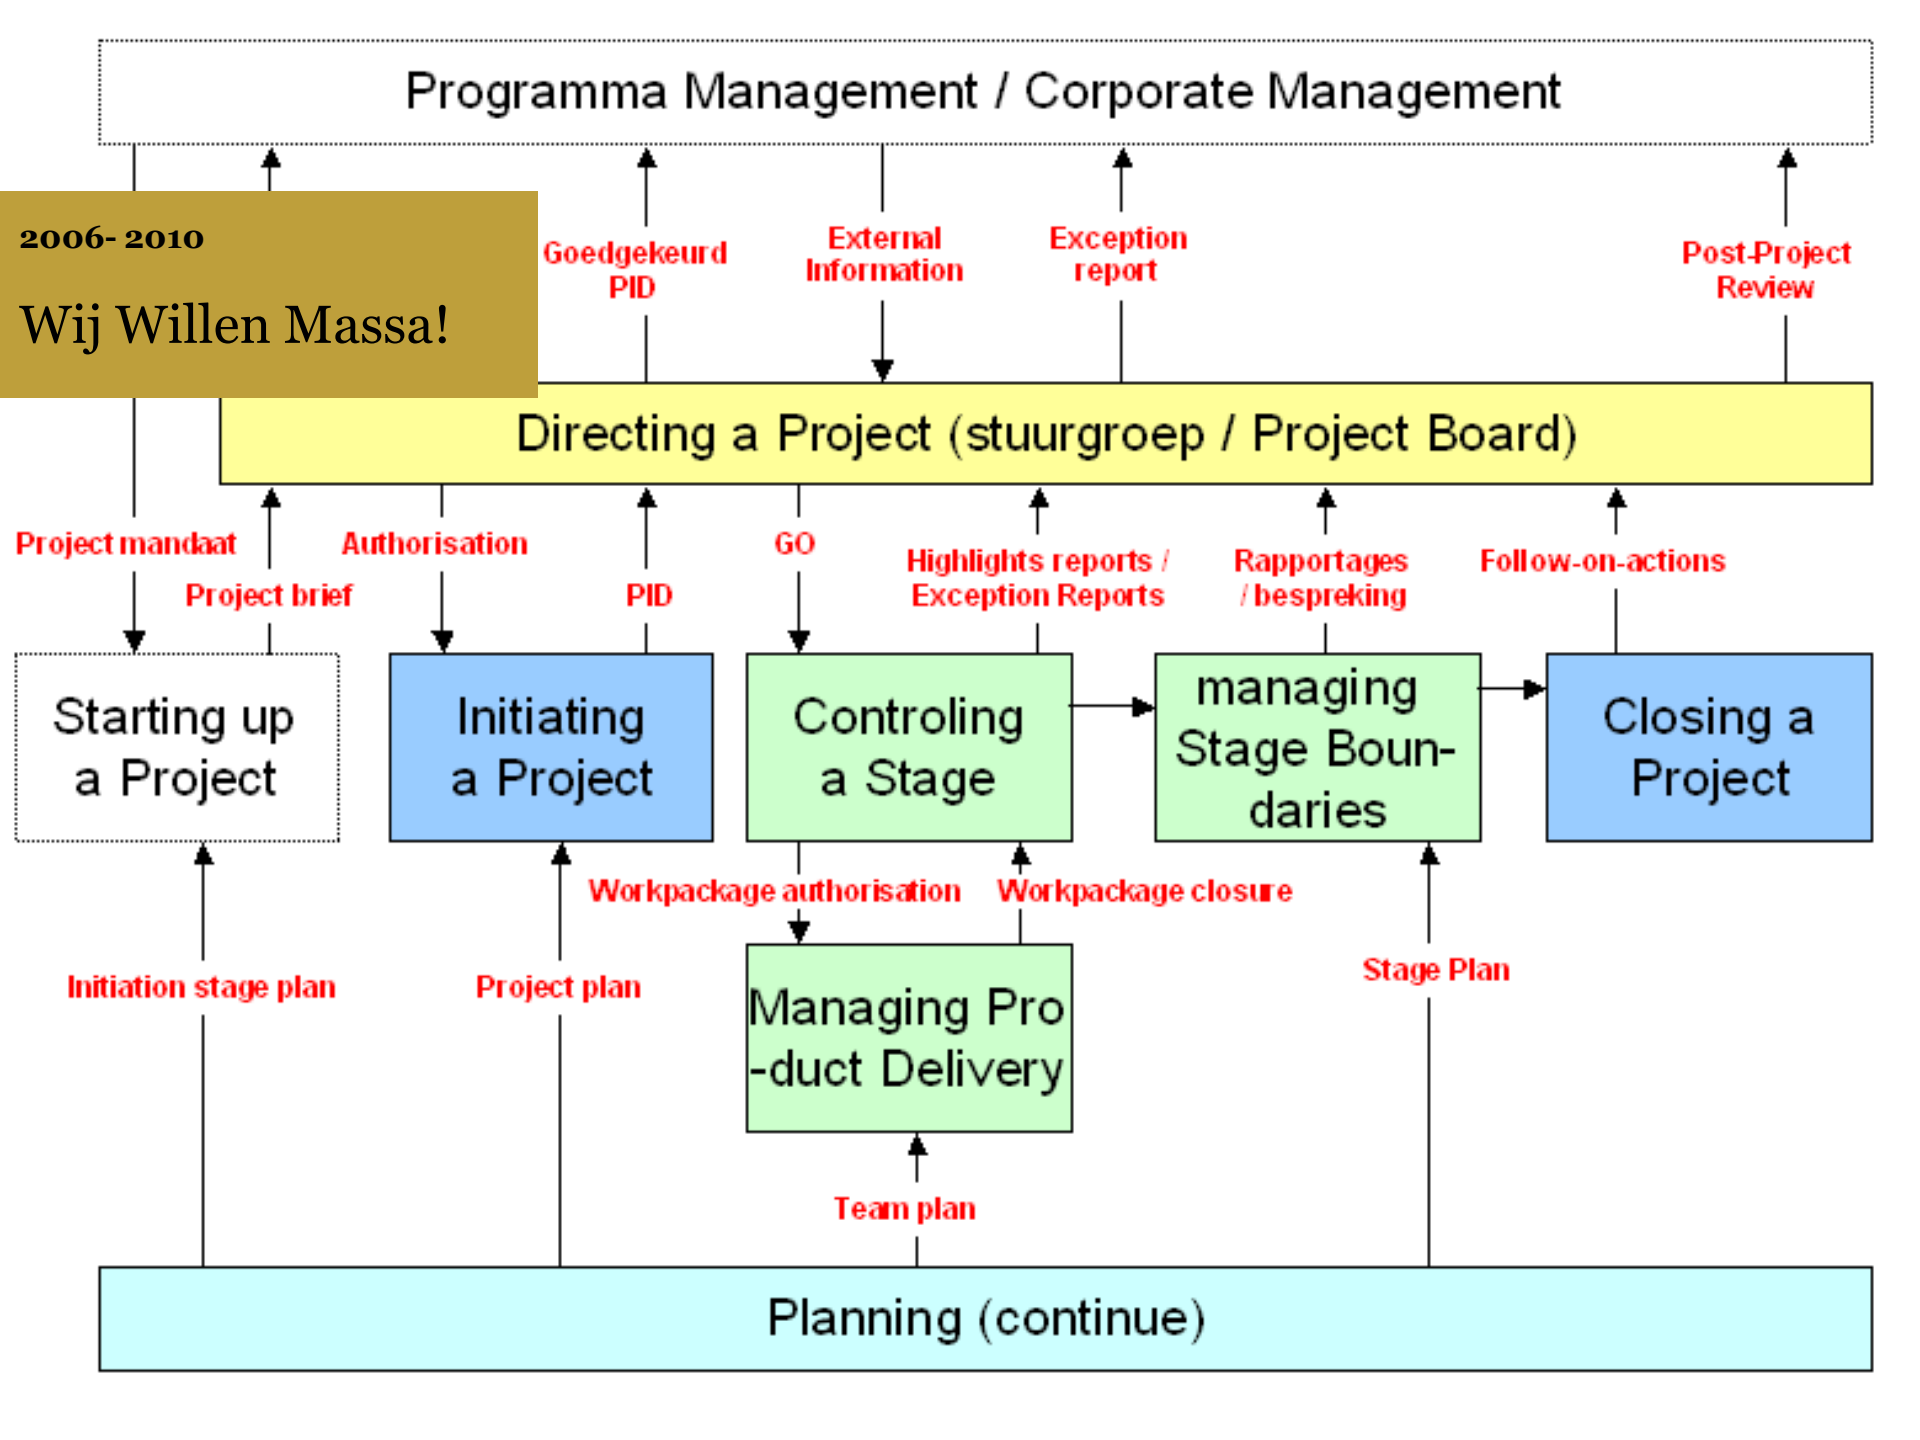 Programma Management / Corporate Management
2006- 2010
Wij Willen Massa!
Goedgekeurd
PID
External
Information
Exception
report
Post-Project
Review
Directing a Project (stuurgroep / Project Board)
Project mandaat
Project brief
Authorisation
PID
GO
Highlights reports /
Exception Reports
Rapportages
/ bespreking
Follow-on-actions
Starting up
a Project
Initiating
a Project
Controling
a Stage
managing
Stage Boun-
daries
Closing a
Project
Workpackage authorisation
Workpackage closure
Initiation stage plan
Project plan
Managing Pro
-duct Delivery
Stage Plan
Team plan
Planning (continue)